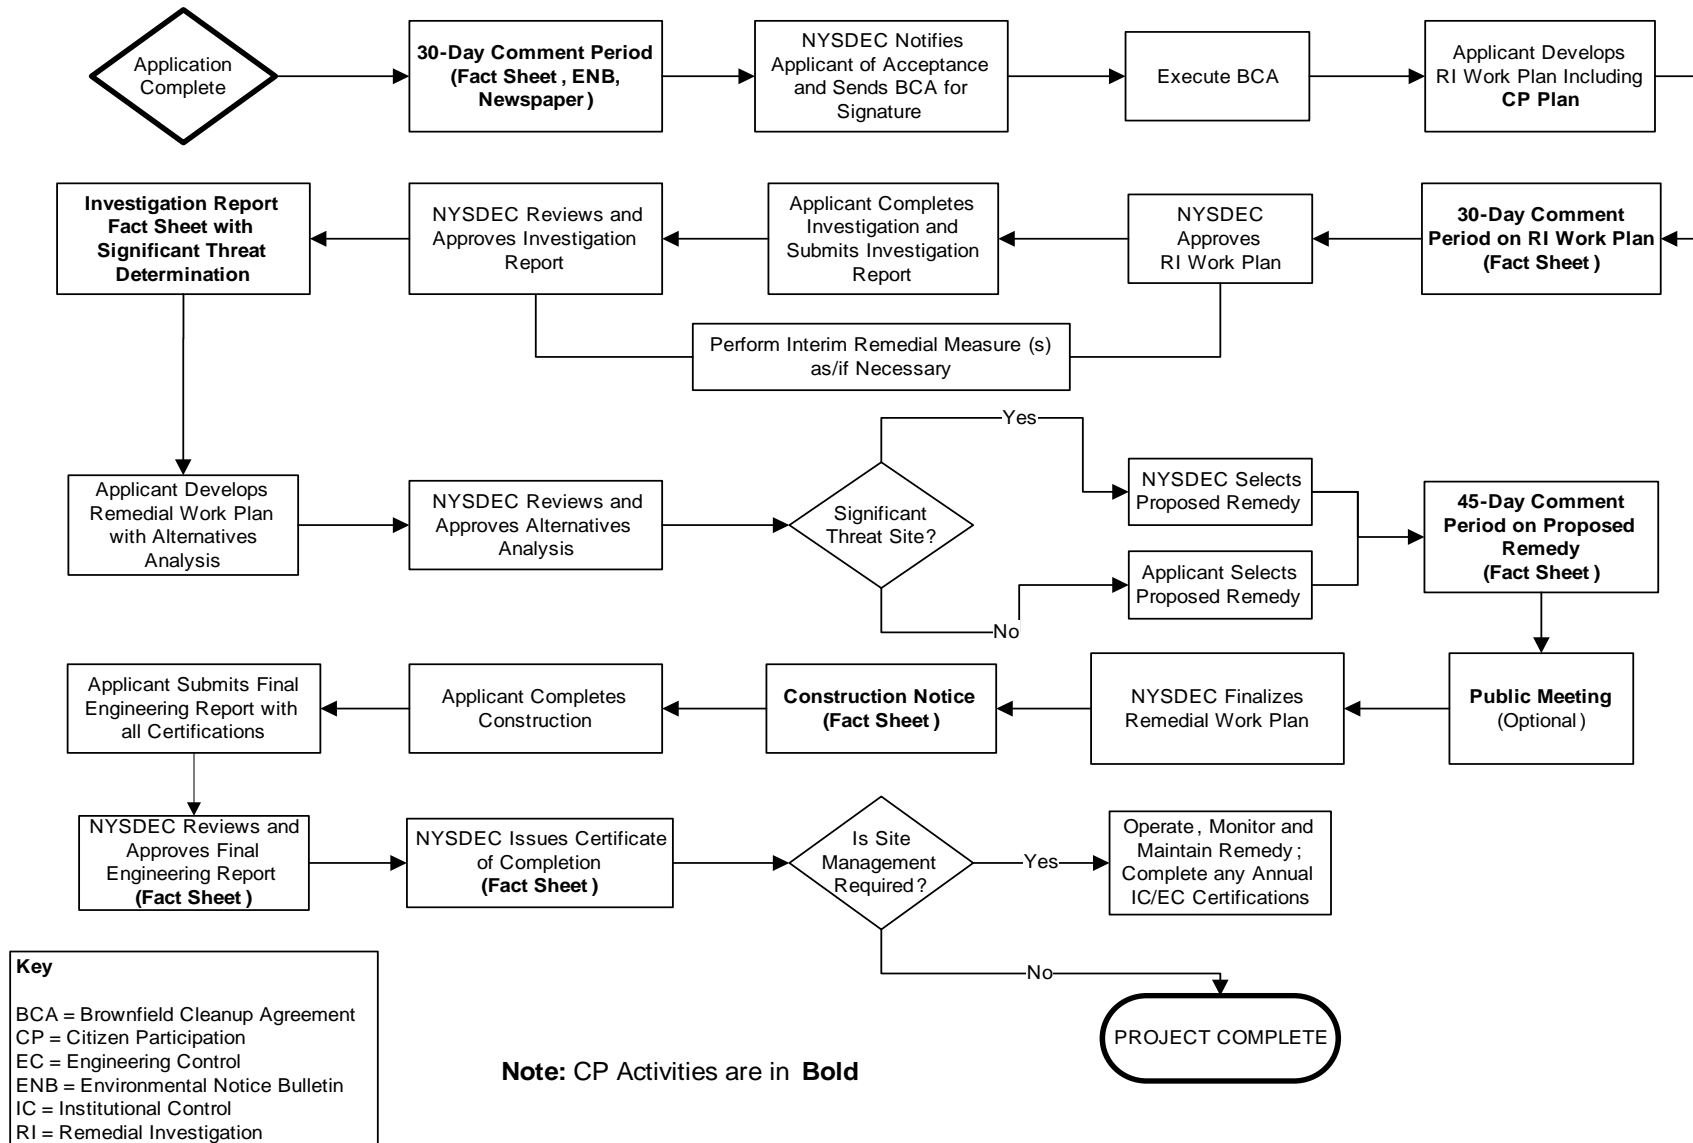 Application
Complete
30-Day Comment Period
(Fact Sheet, ENB,
Newspaper)
NYSDEC Notifies
Applicant of Acceptance
and Sends BCA for
Signature
Execute BCA
Applicant Develops
RI Work Plan Including
CP Plan
30-Day Comment
Period on RI Work Plan
(Fact Sheet)
NYSDEC
Approves
RI Work Plan
Applicant Completes
Investigation and
Submits Investigation
Report
NYSDEC Reviews and
Approves Investigation
Report
Investigation Report
Fact Sheet with
Significant Threat
Determination
Perform Interim Remedial Measure (s)
as/if Necessary
Applicant Develops
Remedial Work Plan
with Alternatives
Analysis
NYSDEC Reviews and
Approves Alternatives
Analysis
Significant
Threat Site?
Yes
No
NYSDEC Selects
Proposed Remedy
Applicant Selects
Proposed Remedy
45-Day Comment
Period on Proposed
Remedy
(Fact Sheet)
Public Meeting
(Optional)
NYSDEC Finalizes
Remedial Work Plan
Construction Notice
(Fact Sheet)
Applicant Completes
Construction
Applicant Submits Final
Engineering Report with
all Certifications
NYSDEC Reviews and
Approves Final
Engineering Report
(Fact Sheet)
NYSDEC Issues Certificate
of Completion
(Fact Sheet)
Is Site
Management
Required?
Yes
Operate, Monitor and
Maintain Remedy;
Complete any Annual
IC/EC Certifications
No
PROJECT COMPLETE
Key
BCA = Brownfield Cleanup Agreement
CP = Citizen Participation
EC = Engineering Control
ENB = Environmental Notice Bulletin
IC = Institutional Control
RI = Remedial Investigation
Note: CP Activities are in Bold